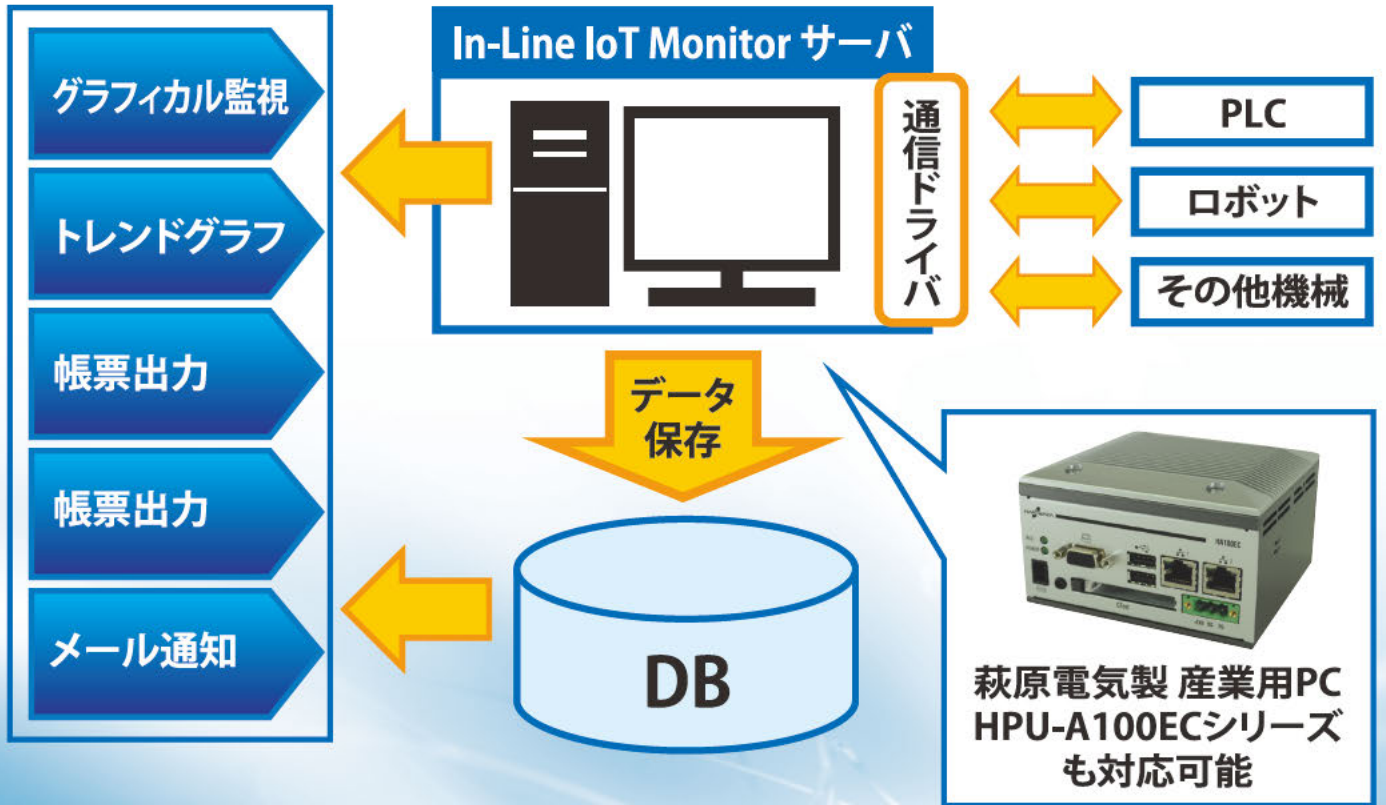 In-Line IoT Monitor サーバ
グラフィカル監視
トレンドグラフ
帳票出力
帳票出力
メール通知
通信ドライバ
PLC
ロボット
その他機械
データ
保存
DB
HA100EC
萩原電気製 産業用PC
HPU-A100ECシリーズ
も対応可能